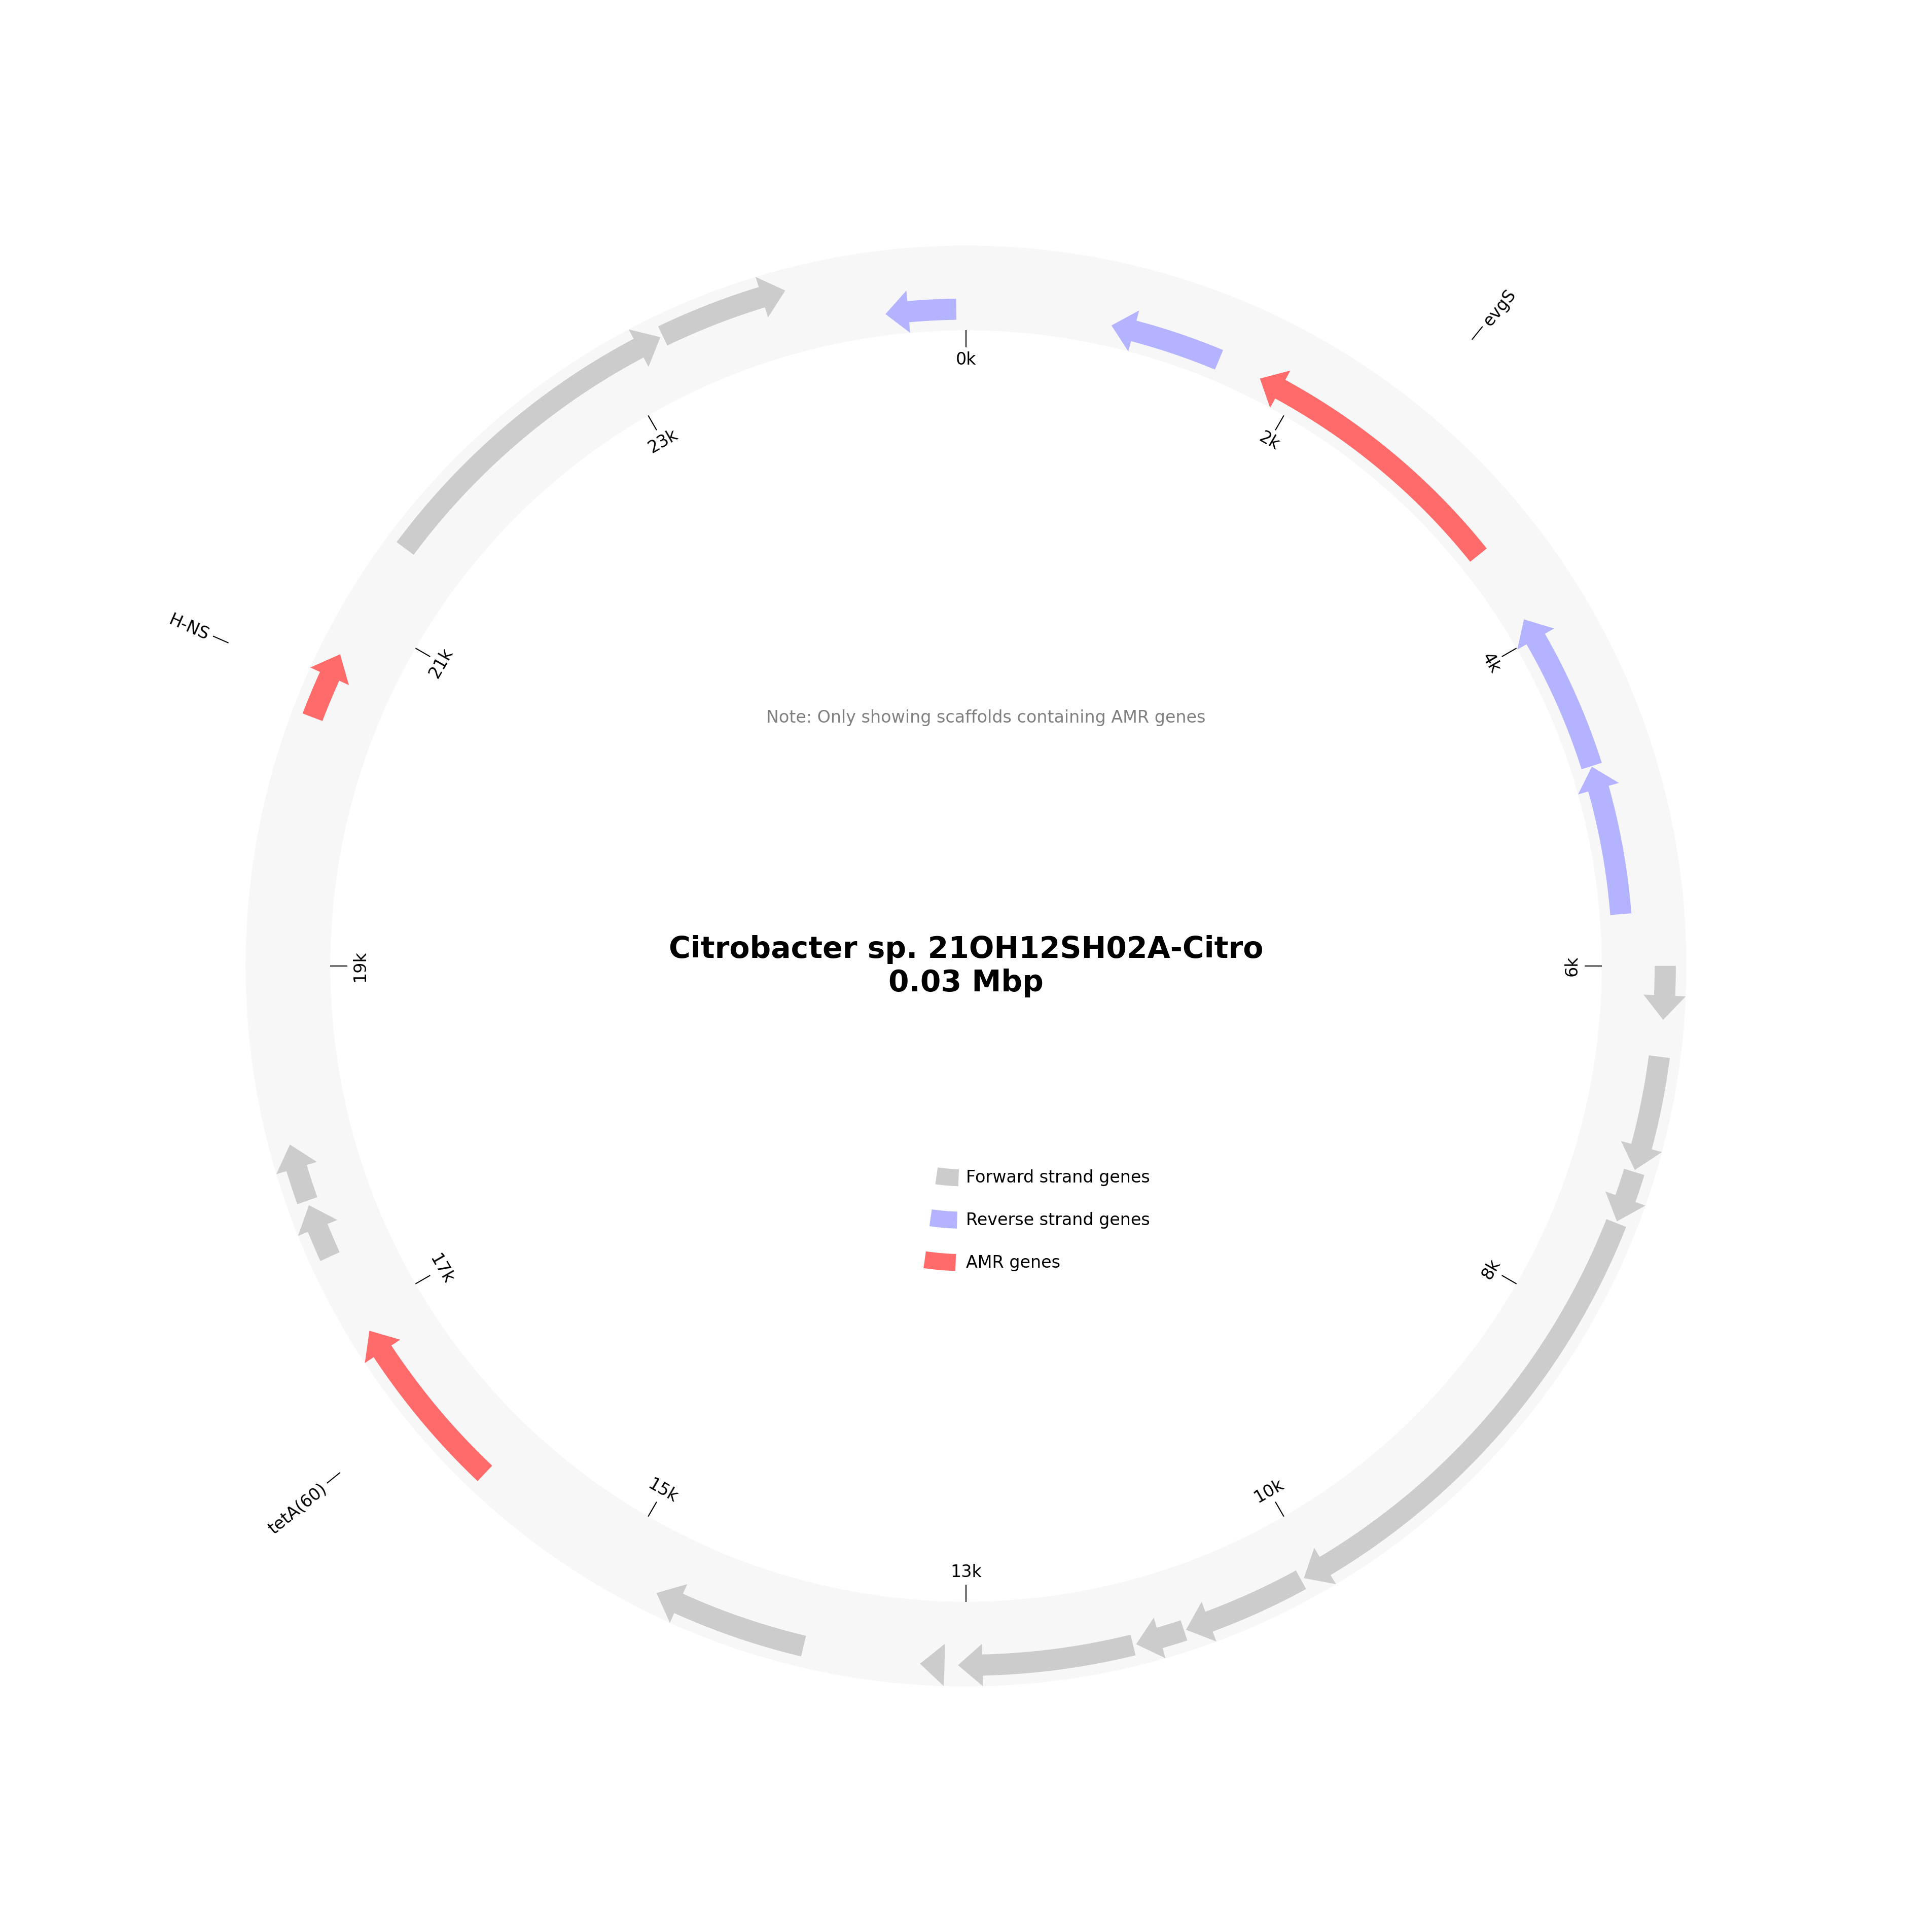 evgS
0k
23k
2k
H-NS
21k
4k
Note: Only showing scaffolds containing AMR genes
Citrobacter sp. 21OH12SH02A-Citro
0.03 Mbp
19k
6k
Forward strand genes
Reverse strand genes
AMR genes
17k
8k
tetA(60)
15k
10k
13k